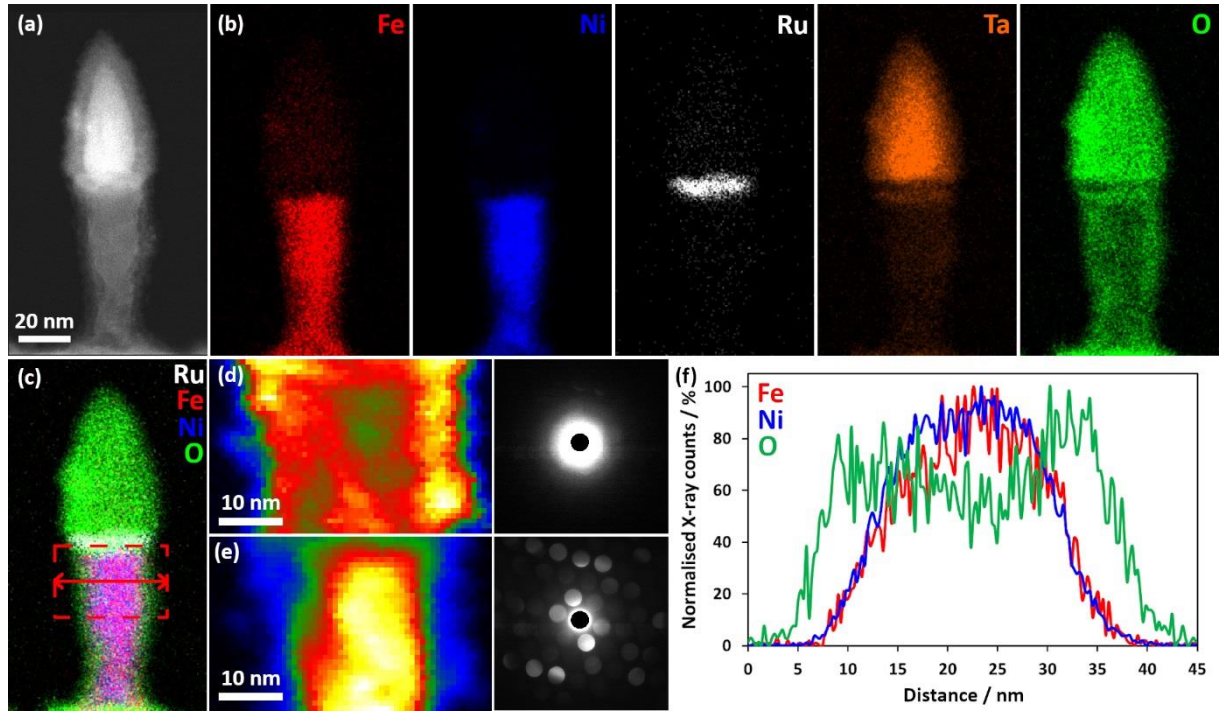 (a)
20 nm
(b)
Fe
Ni
Ru
Ta
O
(c)
Ru
Fe
Ni
O
(d)
10 nm
(e)
10 nm
(f)
Fe
Ni
O
Normalised X-ray counts / %
100
80
60
40
20
0
0 5 10 15 20 25 30 35 40 45
Distance / nm